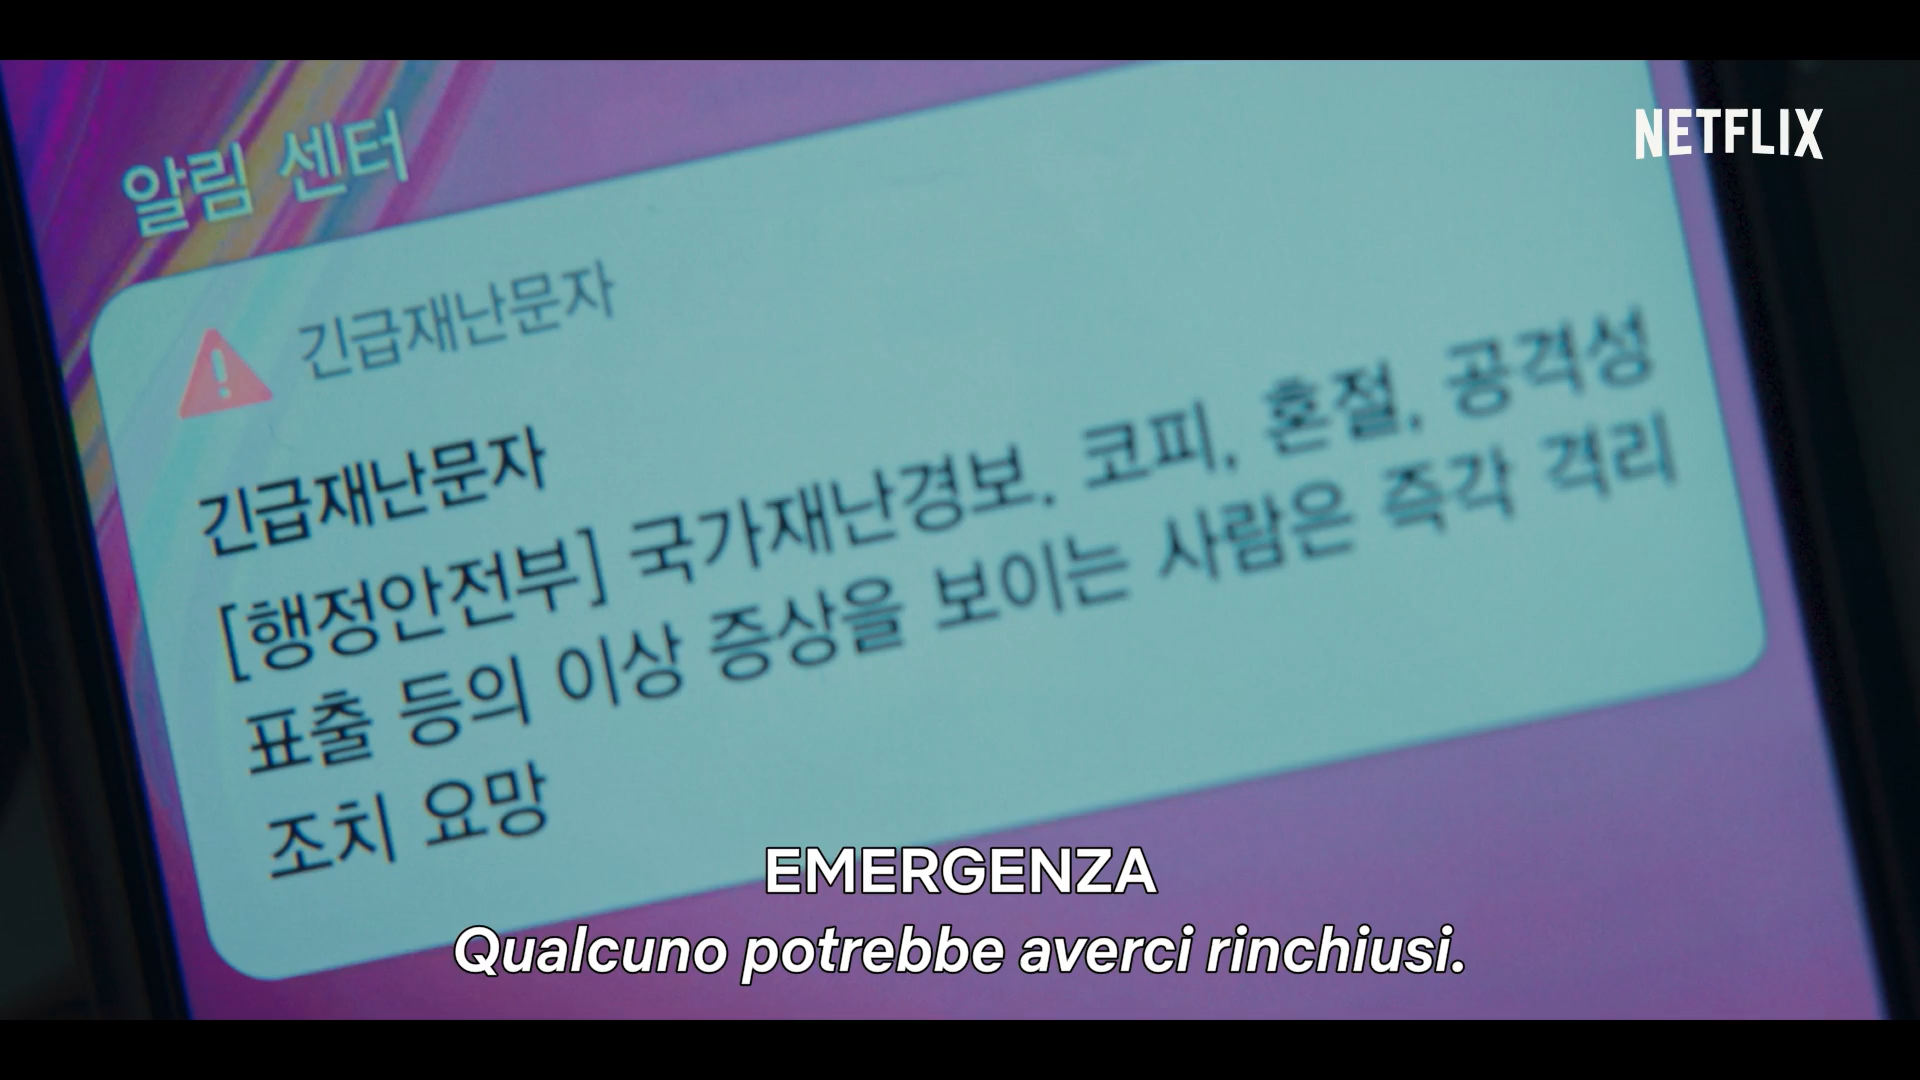 NETFLIX
알림 센터
긴급재난문자
긴급재난문자
[행정안전부] 국가재난경보. 코피, 혼절, 공격성
표출 등의 이상 증상을 보이는 사람은 즉각 격리
조치 요망
EMERGENZA
Qualcuno potrebbe averci rinchiusi.